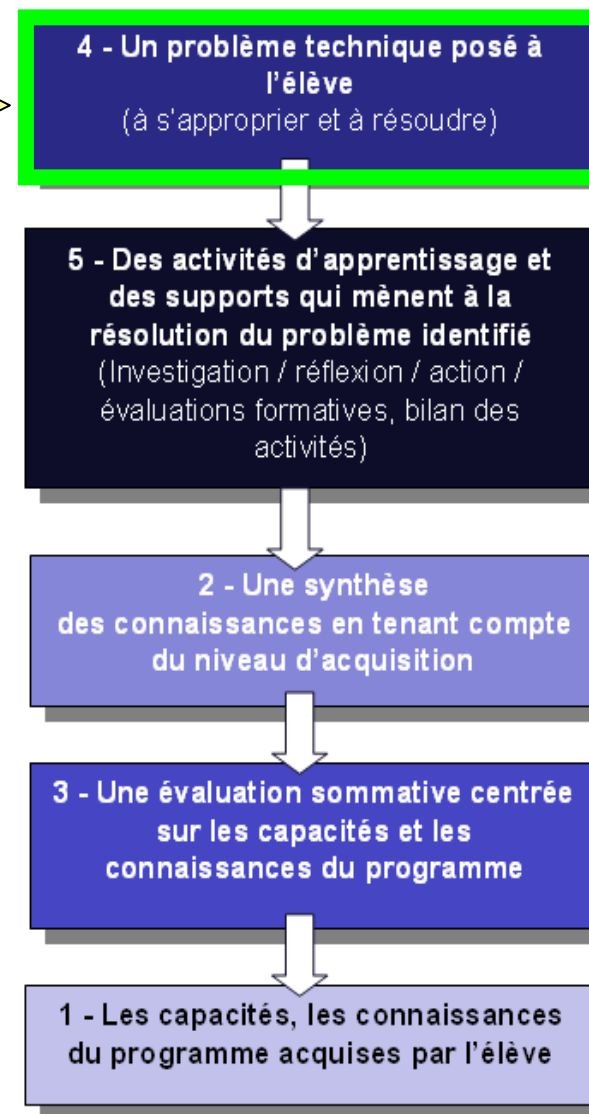 4 - Un problème technique posé à
l'élève
(à s'approprier et à résoudre)
5 - Des activités d'apprentissage et
des supports qui mènent à la
résolution du problème identifié
(Investigation / réflexion / action /
évaluations formatives, bilan des
activités)
2 - Une synthèse
des connaissances en tenant compte
du niveau d'acquisition
3 - Une évaluation sommative centrée
sur les capacités et les
connaissances du programme
1 - Les capacités, les connaissances
du programme acquises par l'élève